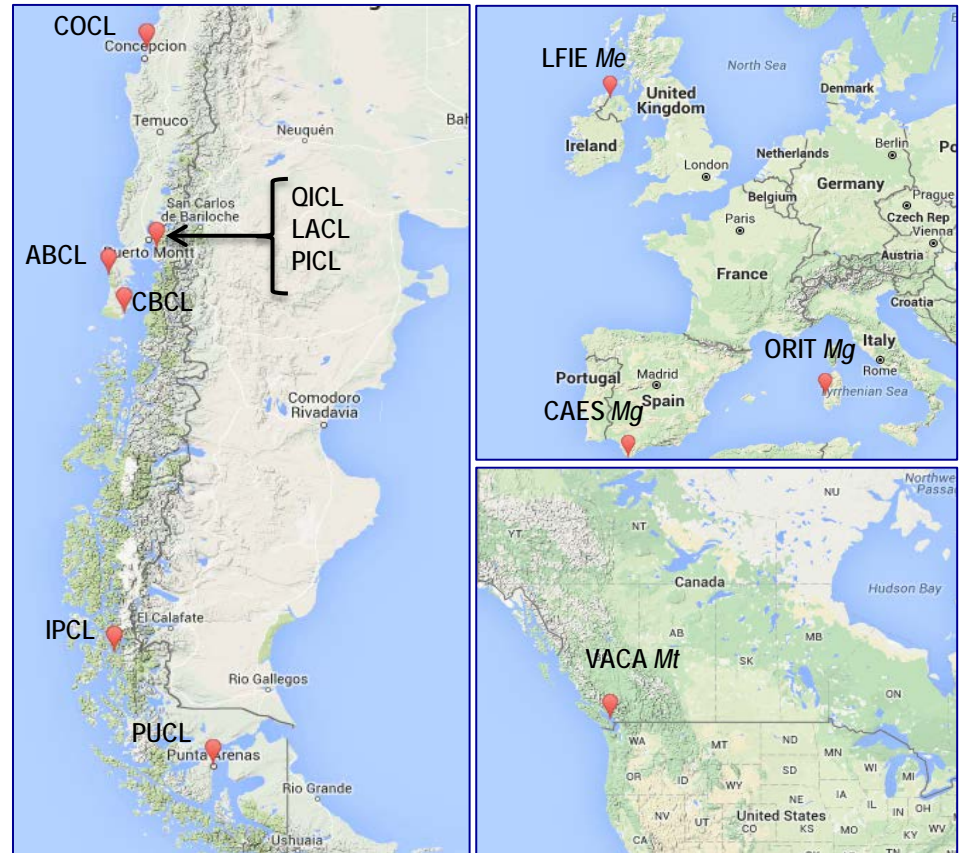 COCL
Concepcion
Temuco
Neuquén
Bah
San Carlos
de Bariloche
QICL
LACL
PICL
Puerto Montt
ABCL
CBCL
Comodoro
Rivadavia
El Calafate
IPCL
Rio Gallegos
PUCL
Punta Arenas
Rio Grande
Ushuaia
LFIE Me
North Sea
United
Kingdom
Denmark
Ireland
Netherlands
Berlin
Po
London
Belgium
Germany
Prague
Paris
Czech Rep
Vienna
Austria
France
Croatia
ORIT Mg
Italy
Rome
Portugal
Madrid
Spain
Tyrrhenian Sea
CAES Mg
Northwe
Passa
NU
YT
NT
Canada
Hudson Bay
AB
MB
SK
VACA Mt
ON
WA
MT
ND
MN
OR
ID
SD
WI
MI
WY
NE
IA
IL
IN
OH
NV
UT
United States
CO
KS
MO
KY
WV
CA
TN